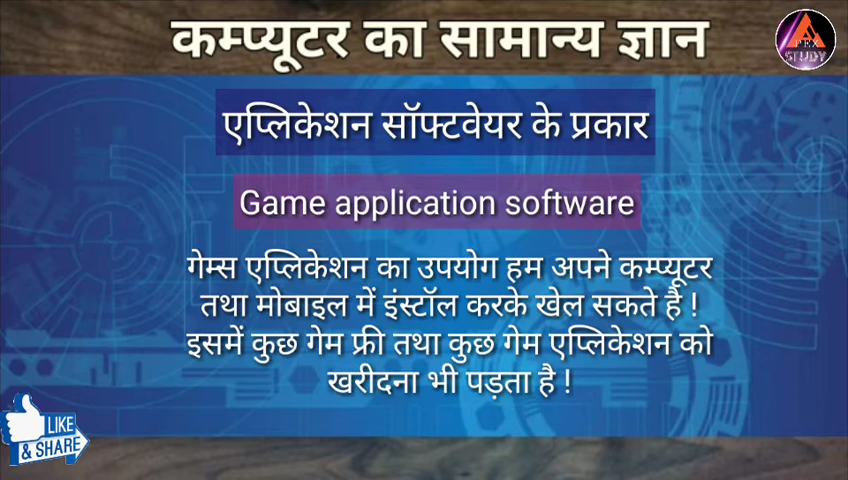 कम्प्यूटर का सामान्य ज्ञान
APEX
STUDY
एप्लिकेशन सॉफ्टवेयर के प्रकार
Game application software
गेम्स एप्लिकेशन का उपयोग हम अपने कम्प्यूटर
तथा मोबाइल में इंस्टॉल करके खेल सकते है !
इसमें कुछ गेम फ्री तथा कुछ गेम एप्लिकेशन को
खरीदना भी पड़ता है !
LIKE
& SHARE